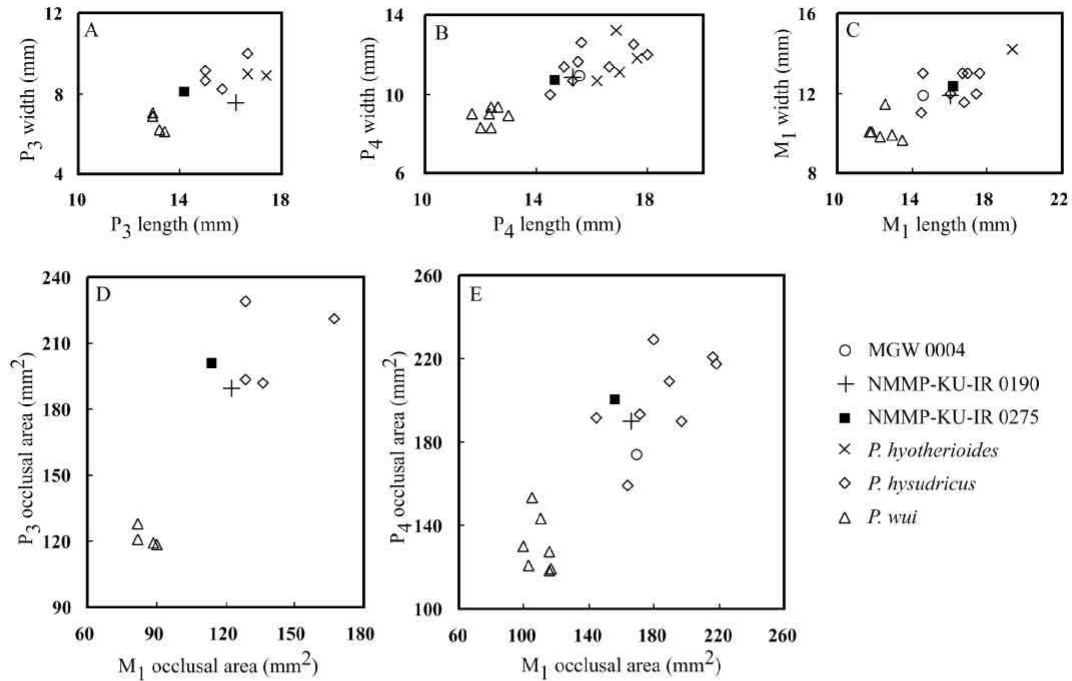 A
12
8
4
10
14
18
P3 width (mm)
P3 length (mm)
B
14
10
6
10
14
18
P4 width (mm)
P4 length (mm)
C
16
12
8
10
14
18
22
M1 width (mm)
M1 length (mm)
D
240
210
180
150
120
90
60
90
120
150
180
P3 occlusal area (mm2)
M1 occlusal area (mm2)
E
260
220
180
140
100
60
100
140
180
220
260
P4 occlusal area (mm2)
M1 occlusal area (mm2)
MGW 0004
NMMP-KU-IR 0190
NMMP-KU-IR 0275
P. hyotherioides
P. hysudricus
P. wui